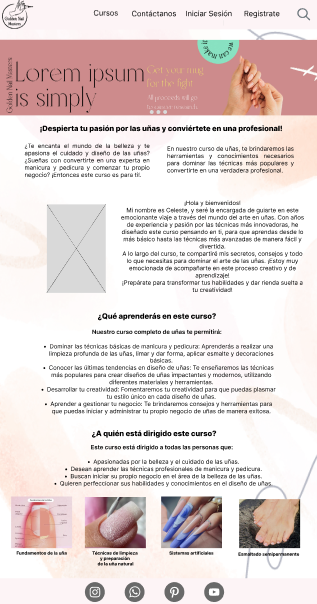 Golden Nail
Masters
Cursos
Contáctanos
Iniciar Sesión
Regístrate
Golden Nail Masters
Lorem ipsum
is simply
Get your ring
for the fight
All proceeds will go
to cancer research
we can make it
¡Despierta tu pasión por las uñas y conviértete en una profesional!
¿Te encanta el mundo de la belleza y te
apasiona el cuidado y diseño de las uñas?
¿Sueñas con convertirte en una experta en
manicura y pedicura y comenzar tu propio
negocio? ¡Entonces este curso es para ti!.
En nuestro curso de uñas, te brindaremos las
herramientas y conocimientos necesarios
para dominar las técnicas más populares y
convertirte en una verdadera profesional.
¡Hola y bienvenidos!
Mi nombre es Celeste, y seré la encargada de guiarte en este
emocionante viaje a través del mundo del arte en uñas. Con años
de experiencia y pasión por las técnicas más innovadoras, he
diseñado este curso pensando en ti, para que aprendas desde lo
más básico hasta las técnicas más avanzadas de manera fácil y
divertida.
A lo largo del curso, te compartiré mis secretos, consejos y todo
lo que necesitas para dominar el arte de las uñas. ¡Estoy muy
emocionada de acompañarte en este proceso creativo y de
aprendizaje!
¡Prepárate para transformar tus habilidades y dar rienda suelta a
tu creatividad!
¿Qué aprenderás en este curso?
Nuestro curso completo de uñas te permitirá:
• Dominar las técnicas básicas de manicura y pedicura: Aprenderás a realizar una
limpieza profunda de las uñas, limar y dar forma, aplicar esmalte y decoraciones
básicas.
• Conocer las últimas tendencias en diseño de uñas: Te enseñaremos las técnicas
más populares para crear diseños de uñas impactantes y modernos, utilizando
diferentes materiales y herramientas.
• Desarrollar tu creatividad: Fomentaremos tu creatividad para que puedas plasmar
tu estilo único en cada diseño de uñas.
• Aprender a gestionar tu negocio: Te brindaremos consejos y herramientas para
que puedas iniciar y administrar tu propio negocio de uñas de manera exitosa.
¿A quién está dirigido este curso?
Este curso está dirigido a todas las personas que:
• Apasionadas por la belleza y el cuidado de las uñas.
• Desean aprender las técnicas profesionales de manicura y pedicura.
• Buscan iniciar su propio negocio en el área de la belleza de las uñas.
• Quieren perfeccionar sus habilidades y conocimientos en el diseño de uñas.
Fundamentos de la uña
Técnicas de limpieza
y preparación
de la uña natural
Sistemas artificiales
Esmaltado semipermanente